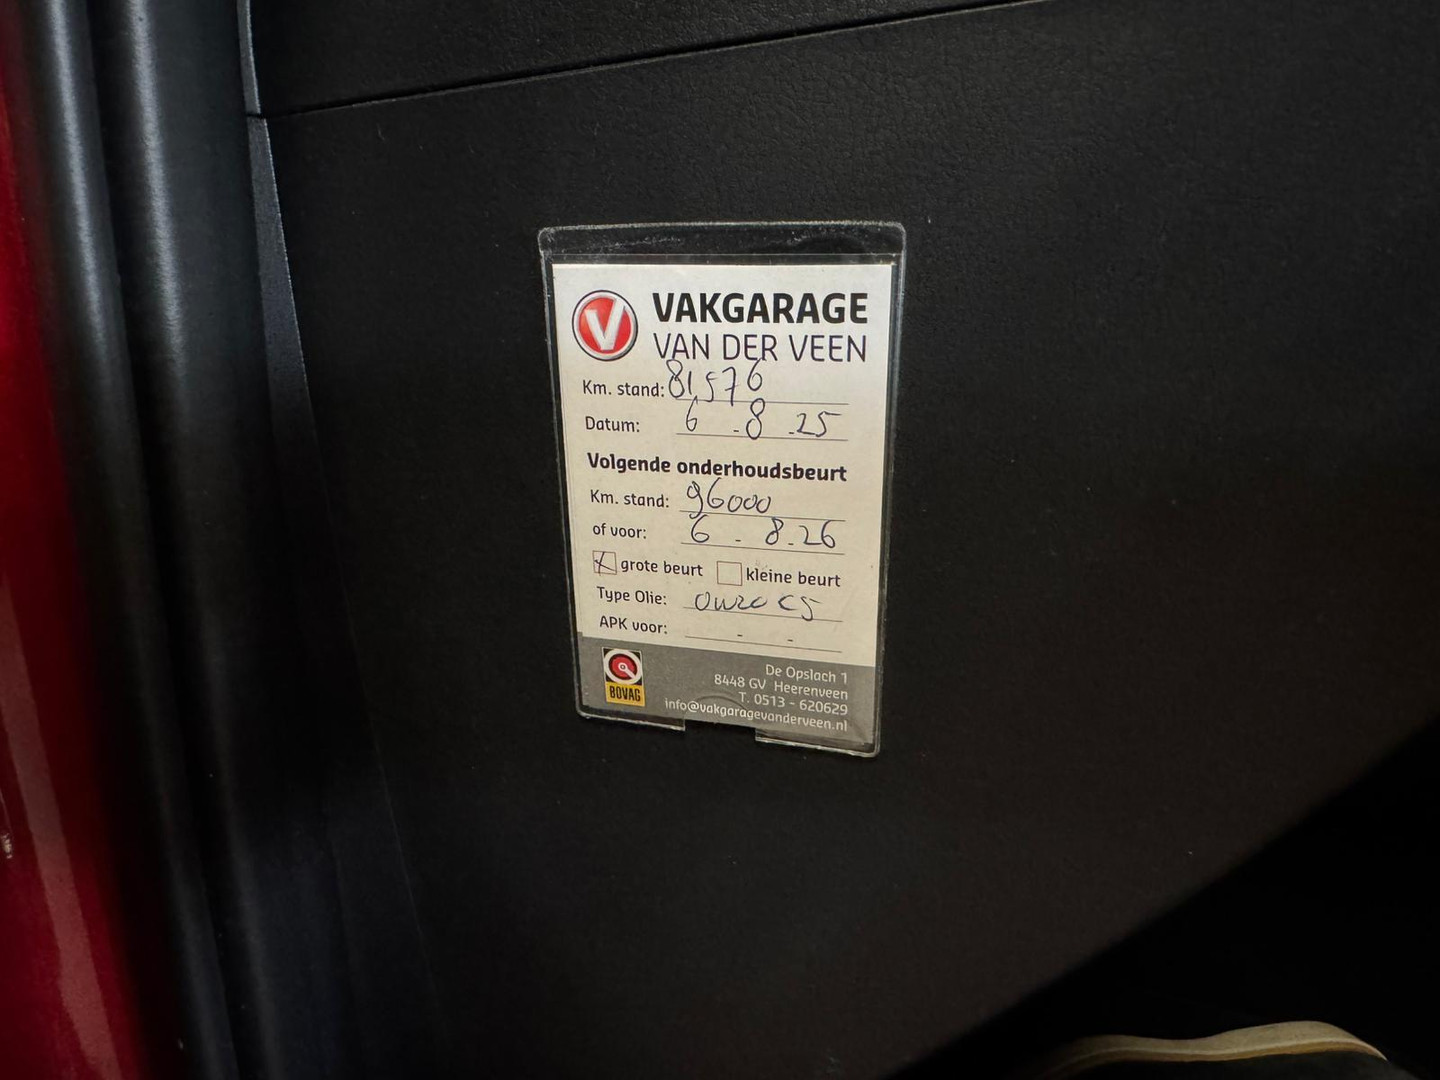 V VAKGARAGE
VAN DER VEEN
Km. stand: 81,576
Datum: 6 - 8 - 25
Volgende onderhoudsbeurt
Km. stand: 96000
of voor: 6 - 8 - 26
grote beurt kleine beurt
Type Olie: 0w20 C5
APK voor: - -
BOVAG
De Opslach 1
8448 GV Heerenveen
T. 0513 - 620629
info@vakgaragevanderveen.nl